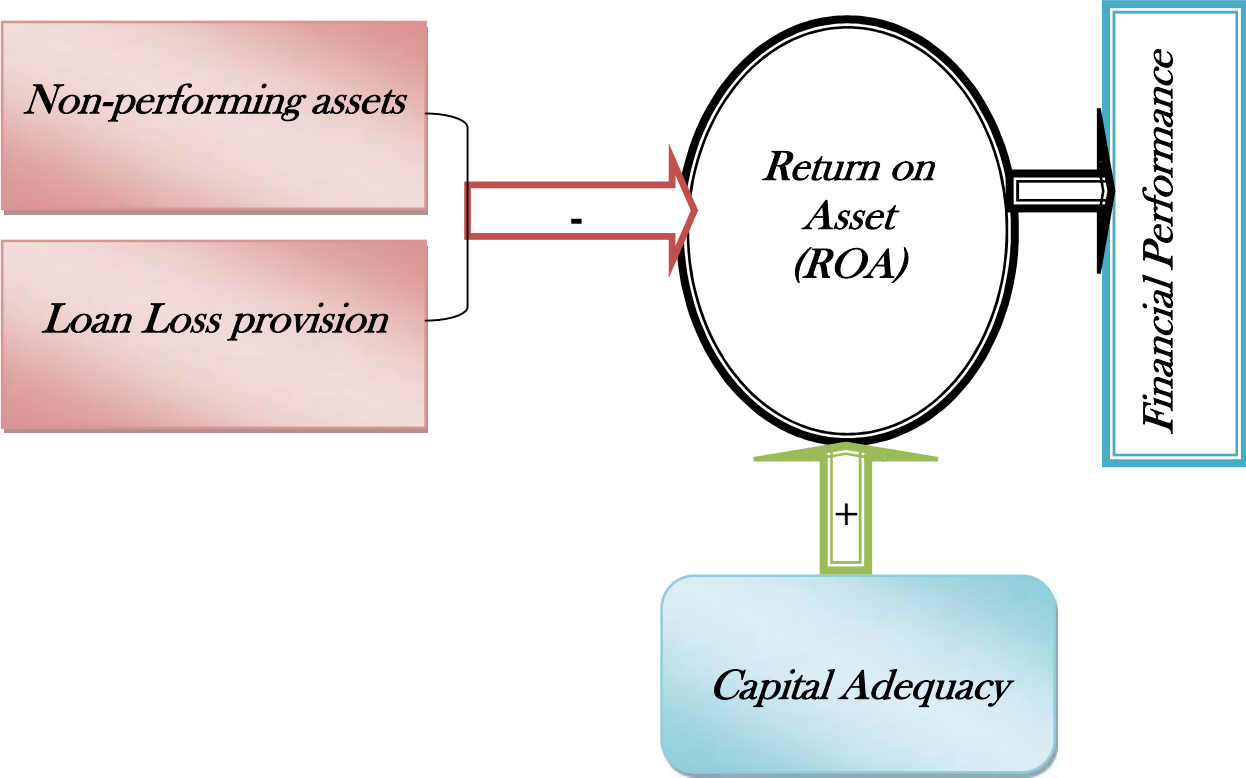 Non-performing assets
Loan Loss provision
-
Return on
Asset
(ROA)
Financial Performance
+
Capital Adequacy